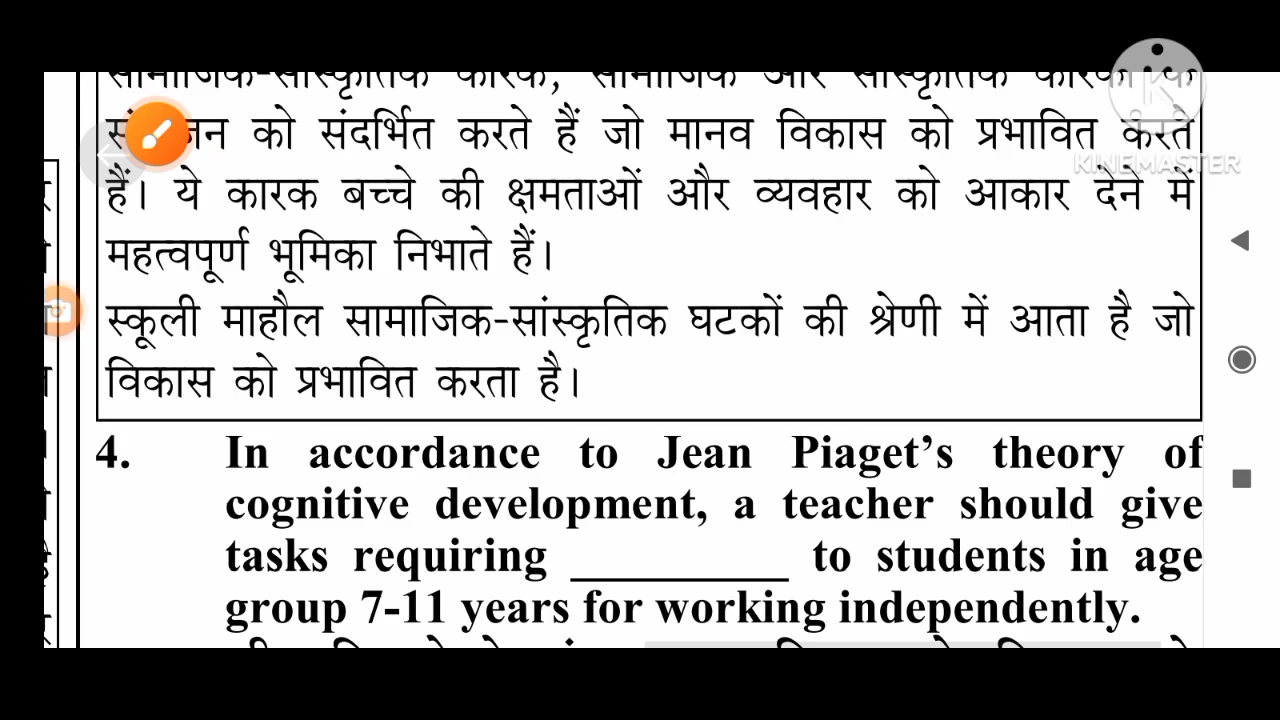 को संदर्भित करते हैं जो मानव विकास को प्रभावित करते
KINEMASTER
हैं। ये कारक बच्चे की क्षमताओं और व्यवहार को आकार देने में
महत्वपूर्ण भूमिका निभाते हैं।
स्कूली माहौल सामाजिक-सांस्कृतिक घटकों की श्रेणी में आता है जो
विकास को प्रभावित करता है।
4. In accordance to Jean Piaget’s theory of
cognitive development, a teacher should give
tasks requiring _________ to students in age
group 7-11 years for working independently.